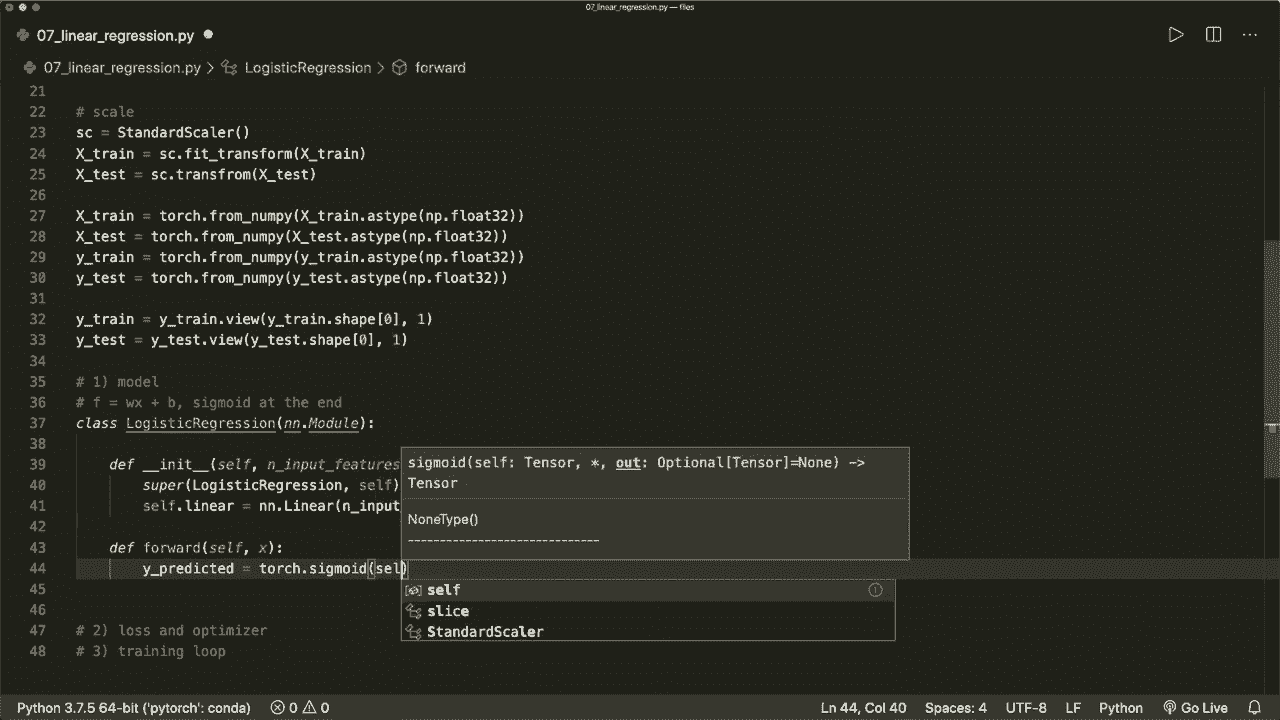 07_linear_regression.py — files
07_linear_regression.py
07_linear_regression.py > LogisticRegression > forward
21
22 # scale
23 sc = StandardScaler()
24 X_train = sc.fit_transform(X_train)
25 X_test = sc.transfrom(X_test)
26
27 X_train = torch.from_numpy(X_train.astype(np.float32))
28 X_test = torch.from_numpy(X_test.astype(np.float32))
29 y_train = torch.from_numpy(y_train.astype(np.float32))
30 y_test = torch.from_numpy(y_test.astype(np.float32))
31
32 y_train = y_train.view(y_train.shape[0], 1)
33 y_test = y_test.view(y_test.shape[0], 1)
34
35 # 1) model
36 # f = wx + b, sigmoid at the end
37 class LogisticRegression(nn.Module):
38
39 def __init__(self, n_input_features
40 super(LogisticRegression, self)
41 self.linear = nn.Linear(n_input
42
43 def forward(self, x):
44 y_predicted = torch.sigmoid(sel)
45
46
47 # 2) loss and optimizer
48 # 3) training loop
sigmoid(self: Tensor, *, out: Optional[Tensor]=None) ->
Tensor
NoneType()
------------------------------
self
slice
StandardScaler
Python 3.7.5 64-bit ('pytorch': conda) 0 0 Ln 44, Col 40 Spaces: 4 UTF-8 LF Python Go Live